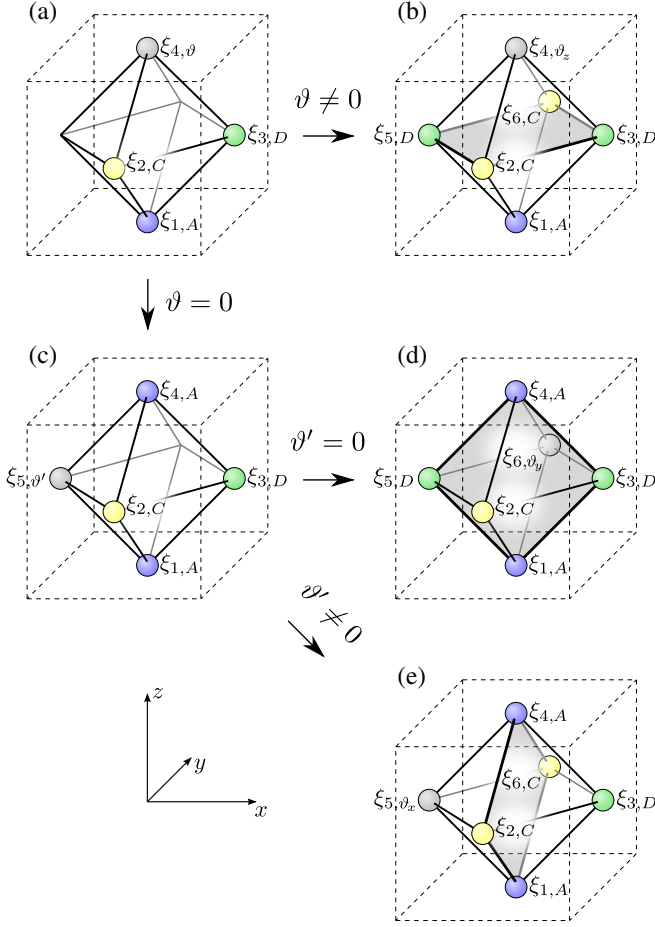 (a)
ξ4,ϑ
ξ3,D
ξ2,C
ξ1,A
ϑ ≠ 0
(b)
ξ4,ϑz
ξ6,C
ξ5,D
ξ3,D
ξ2,C
ξ1,A
ϑ = 0
(c)
ξ4,A
ξ5,ϑ′
ξ3,D
ξ2,C
ξ1,A
ϑ′ = 0
(d)
ξ4,A
ξ6,ϑy
ξ5,D
ξ3,D
ξ2,C
ξ1,A
ϑ′ ≠ 0
(e)
ξ4,A
ξ6,C
ξ5,ϑx
ξ3,D
ξ2,C
ξ1,A
z
y
x